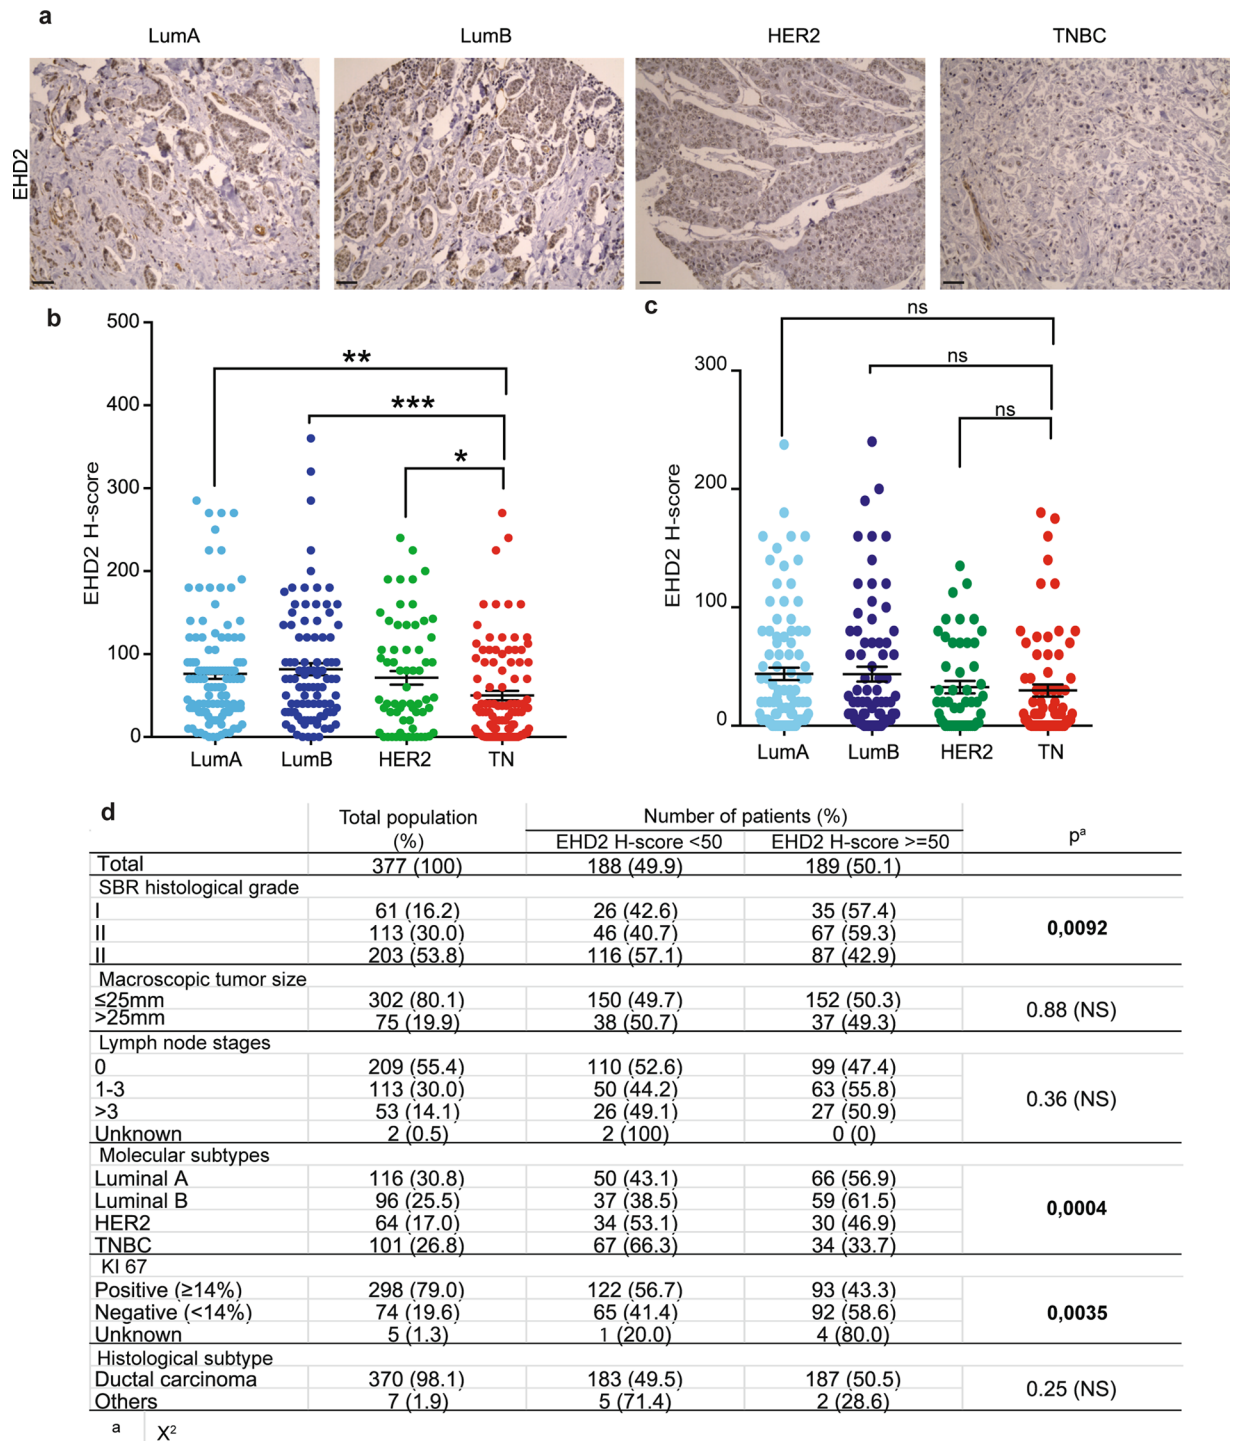 a
LumA LumB HER2 TNBC
EHD2
b
EHD2 H-score
500
400
300
200
100
0
**
***
*
LumA LumB HER2 TN
c
EHD2 H-score
300
200
100
0
ns
ns
ns
LumA LumB HER2 TN
d
Total population (%) Number of patients (%) pª
EHD2 H-score <50 EHD2 H-score >=50
Total 377 (100) 188 (49.9) 189 (50.1)
SBR histological grade
I 61 (16.2) 26 (42.6) 35 (57.4)
II 113 (30.0) 46 (40.7) 67 (59.3) 0,0092
II 203 (53.8) 116 (57.1) 87 (42.9)
Macroscopic tumor size
≤25mm 302 (80.1) 150 (49.7) 152 (50.3) 0.88 (NS)
>25mm 75 (19.9) 38 (50.7) 37 (49.3)
Lymph node stages
0 209 (55.4) 110 (52.6) 99 (47.4)
1-3 113 (30.0) 50 (44.2) 63 (55.8) 0.36 (NS)
>3 53 (14.1) 26 (49.1) 27 (50.9)
Unknown 2 (0.5) 2 (100) 0 (0)
Molecular subtypes
Luminal A 116 (30.8) 50 (43.1) 66 (56.9)
Luminal B 96 (25.5) 37 (38.5) 59 (61.5) 0,0004
HER2 64 (17.0) 34 (53.1) 30 (46.9)
TNBC 101 (26.8) 67 (66.3) 34 (33.7)
KI 67
Positive (≥14%) 298 (79.0) 122 (56.7) 93 (43.3)
Negative (<14%) 74 (19.6) 65 (41.4) 92 (58.6) 0,0035
Unknown 5 (1.3) 1 (20.0) 4 (80.0)
Histological subtype
Ductal carcinoma 370 (98.1) 183 (49.5) 187 (50.5) 0.25 (NS)
Others 7 (1.9) 5 (71.4) 2 (28.6)
a X²